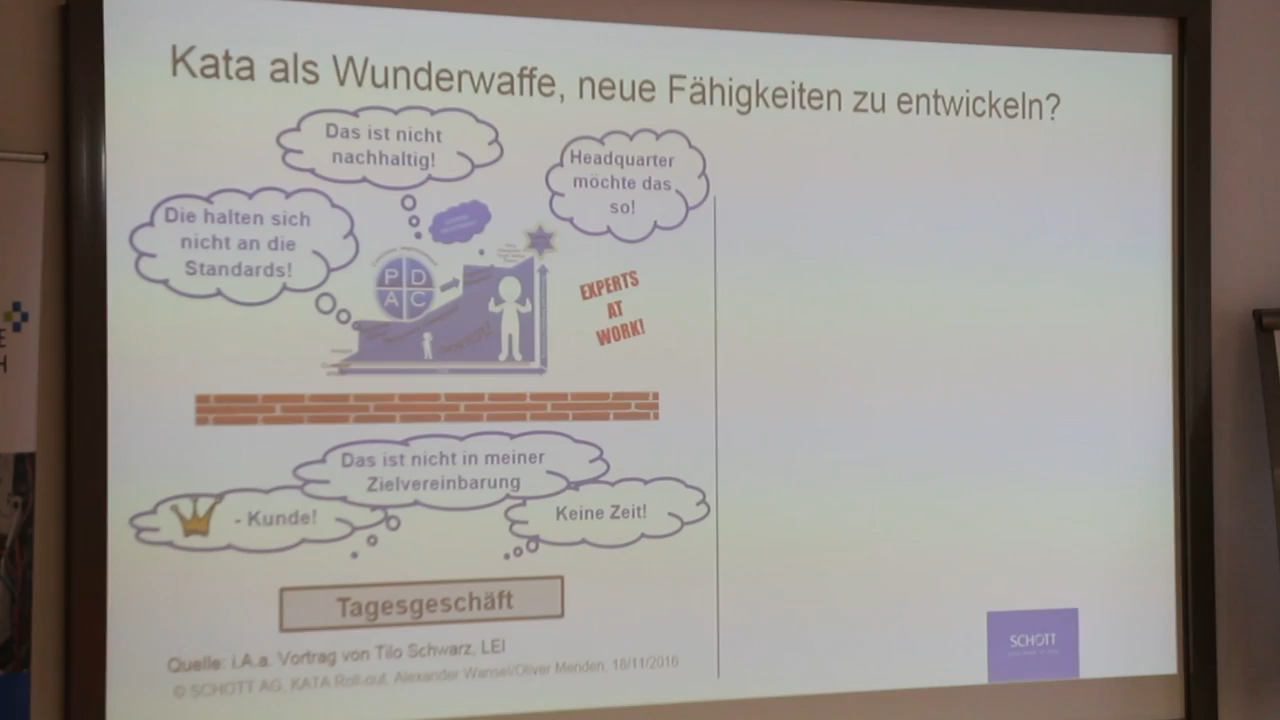 Kata als Wunderwaffe, neue Fähigkeiten zu entwickeln?
Das ist nicht
nachhaltig!
Headquarter
möchte das
so!
Die halten sich
nicht an die
Standards!
P D
A C
EXPERTS
AT
WORK!
Das ist nicht in meiner
Zielvereinbarung
- Kunde!
Keine Zeit!
Tagesgeschäft
Quelle: i.A.a. Vortrag von Tilo Schwarz, LEI
© SCHOTT AG, KATA Roll-out, Alexander Wansel/Oliver Menden, 18/11/2016
SCHOTT
E
H